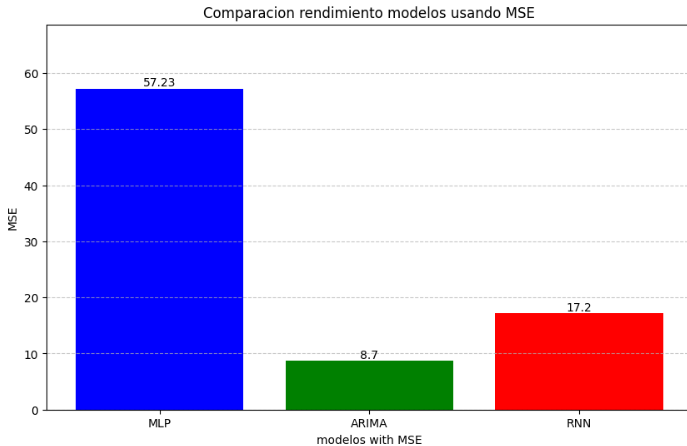 Comparacion rendimiento modelos usando MSE
MSE
60
50
40
30
20
10
0
57.23
8.7
17.2
MLP
ARIMA
RNN
modelos with MSE